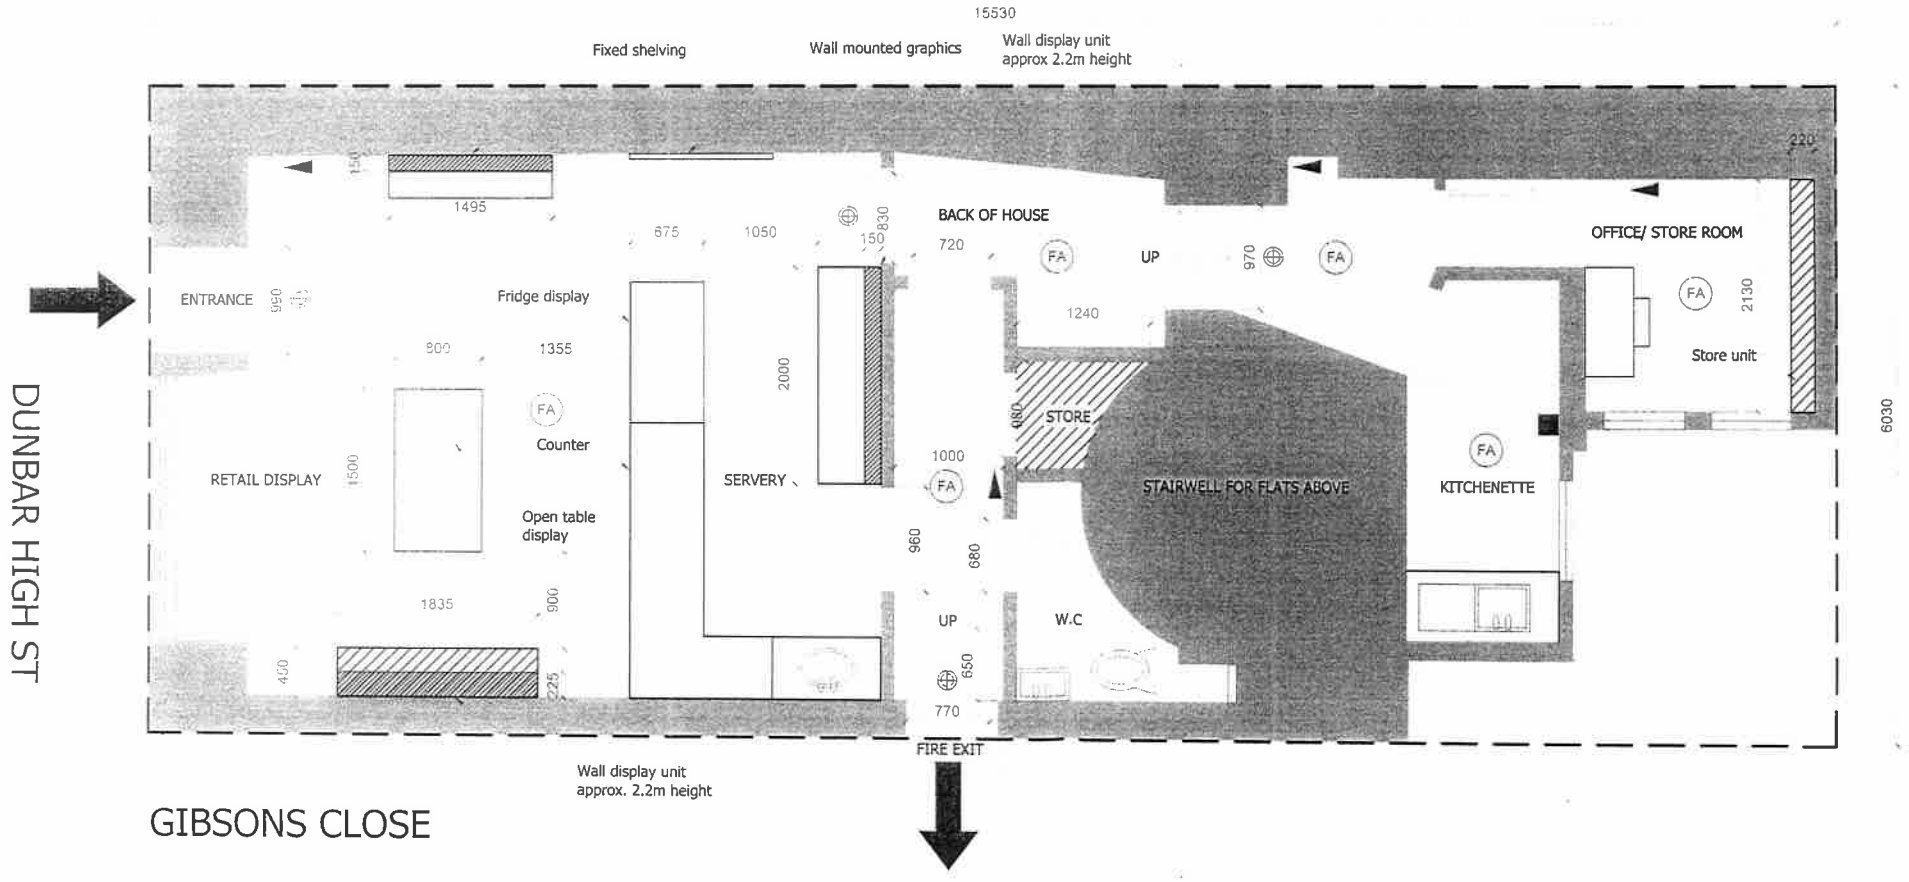 15530
Fixed shelving
Wall mounted graphics
Wall display unit
approx 2.2m height
220
150
1495
BACK OF HOUSE
OFFICE/ STORE ROOM
675
1050
150
830
720
FA
UP
970
FA
FA
2130
ENTRANCE
Fridge display
1240
800
1355
2000
Store unit
FA
Counter
STORE
6030
DUNBAR HIGH ST
RETAIL DISPLAY
1500
SERVERY
1000
FA
STAIRWELL FOR FLATS ABOVE
FA
KITCHENETTE
Open table
display
960
680
1835
900
UP
W.C
225
650
770
FIRE EXIT
Wall display unit
approx. 2.2m height
GIBSONS CLOSE